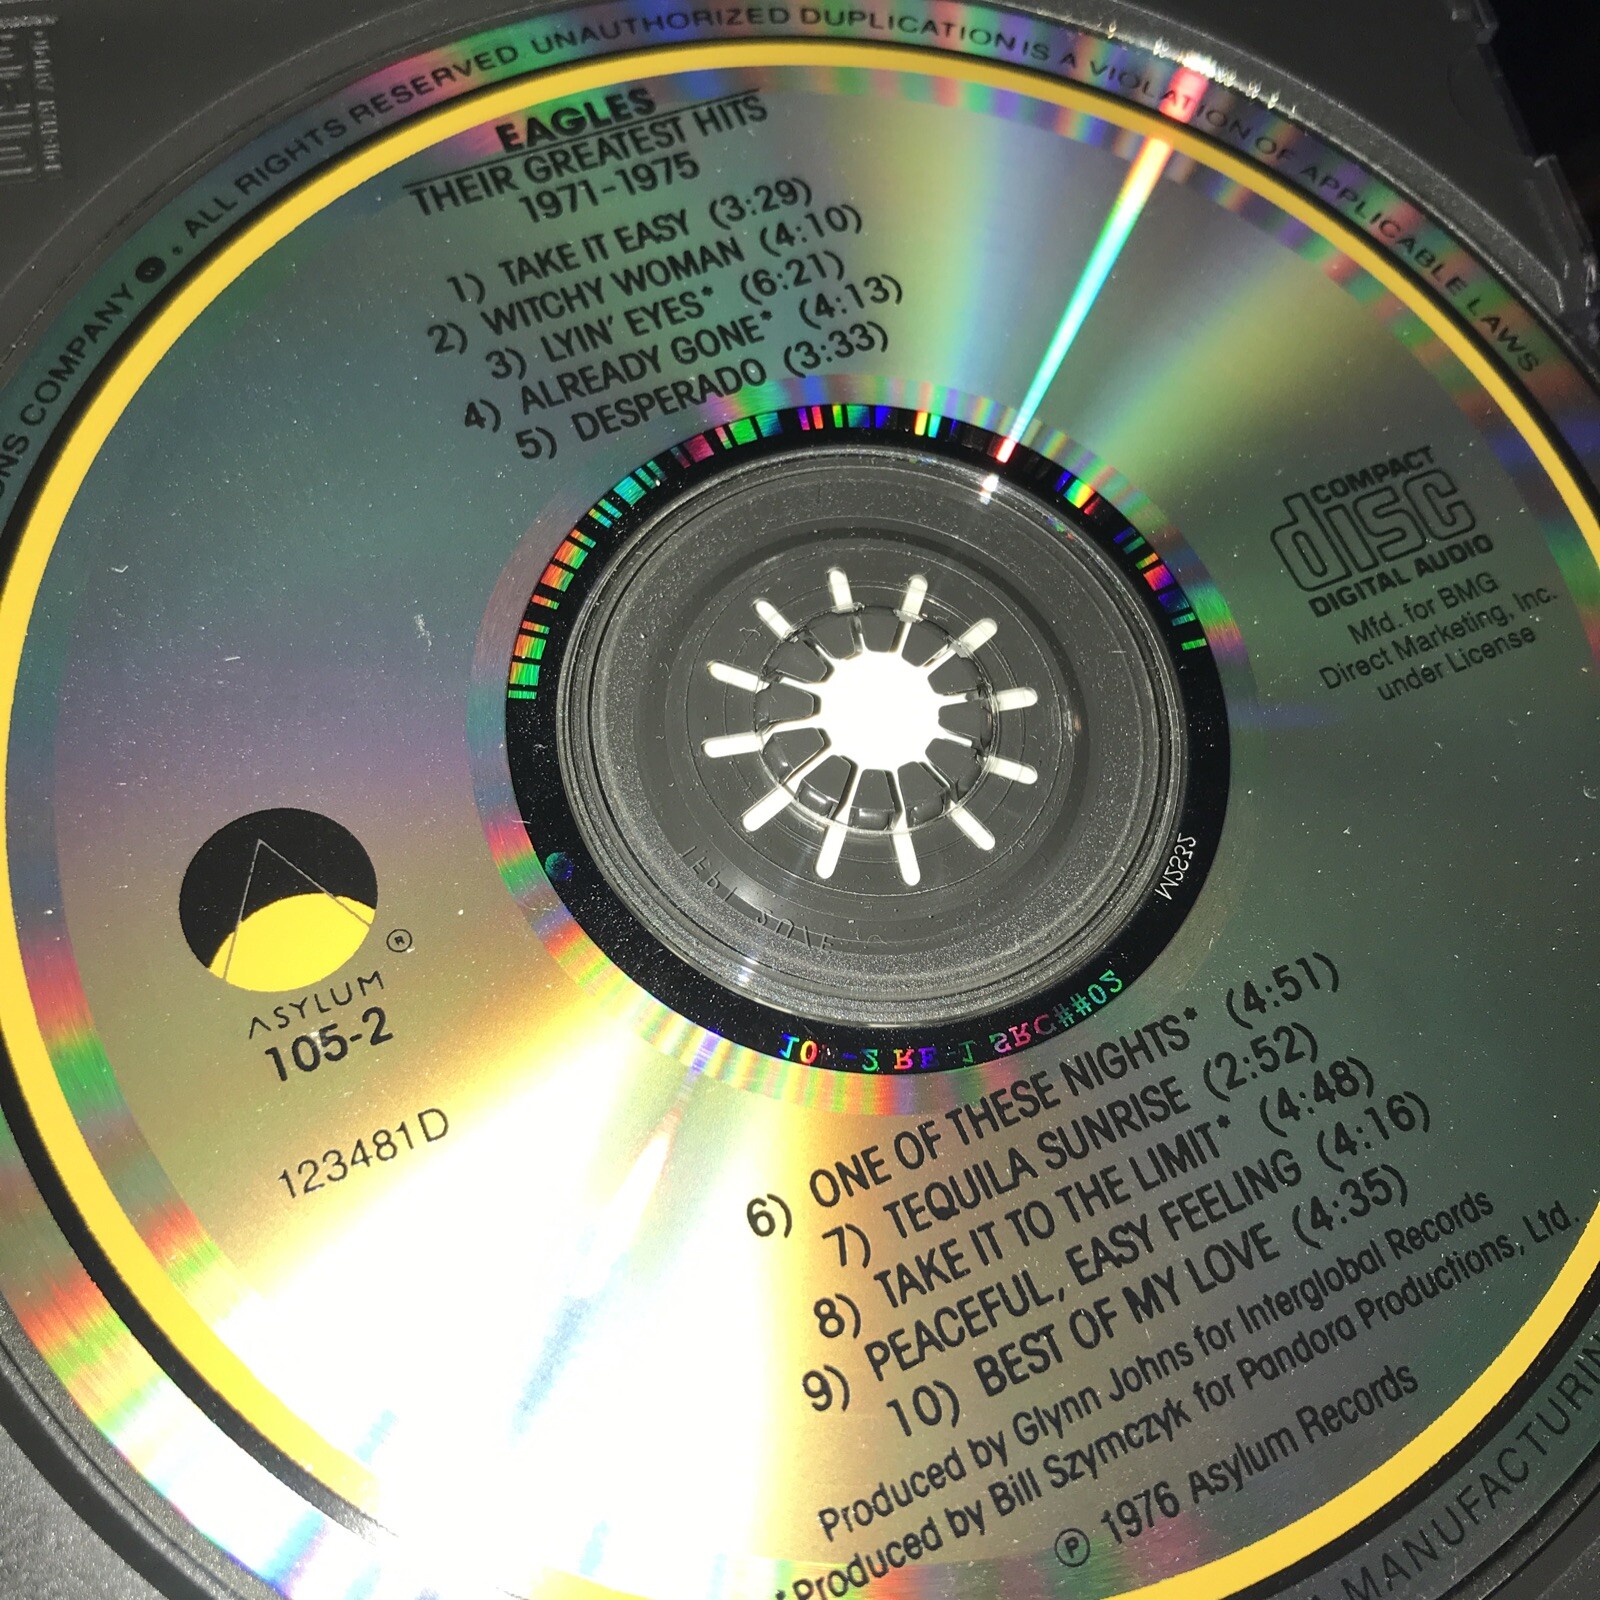 ALL RIGHTS RESERVED. UNAUTHORIZED DUPLICATION IS A VIOLATION OF APPLICABLE LAWS
EAGLES
THEIR GREATEST HITS
1971-1975
1) TAKE IT EASY (3:29)
2) WITCHY WOMAN (4:10)
3) LYIN' EYES* (6:21)
4) ALREADY GONE* (4:13)
5) DESPERADO (3:33)
COMPACT
disc
DIGITAL AUDIO
Mfd. for BMG
Direct Marketing, Inc.
under License
ASYLUM ®
105-2
123481D
W2532
6) ONE OF THESE NIGHTS* (4:51)
7) TEQUILA SUNRISE (2:52)
8) TAKE IT TO THE LIMIT* (4:48)
9) PEACEFUL, EASY FEELING (4:16)
10) BEST OF MY LOVE (4:35)
Produced by Glynn Johns for Interglobal Records
*Produced by Bill Szymczyk for Pandora Productions, Ltd.
℗ 1976 Asylum Records
COMPANY